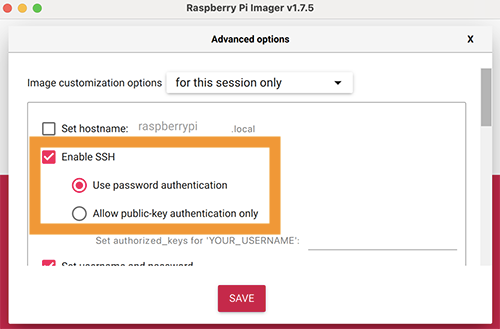 Raspberry Pi Imager v1.7.5
Advanced options X
Image customization options for this session only
Set hostname: raspberrypi .local
Enable SSH
Use password authentication
Allow public-key authentication only
Set authorized_keys for 'YOUR_USERNAME':
Set username and password
SAVE